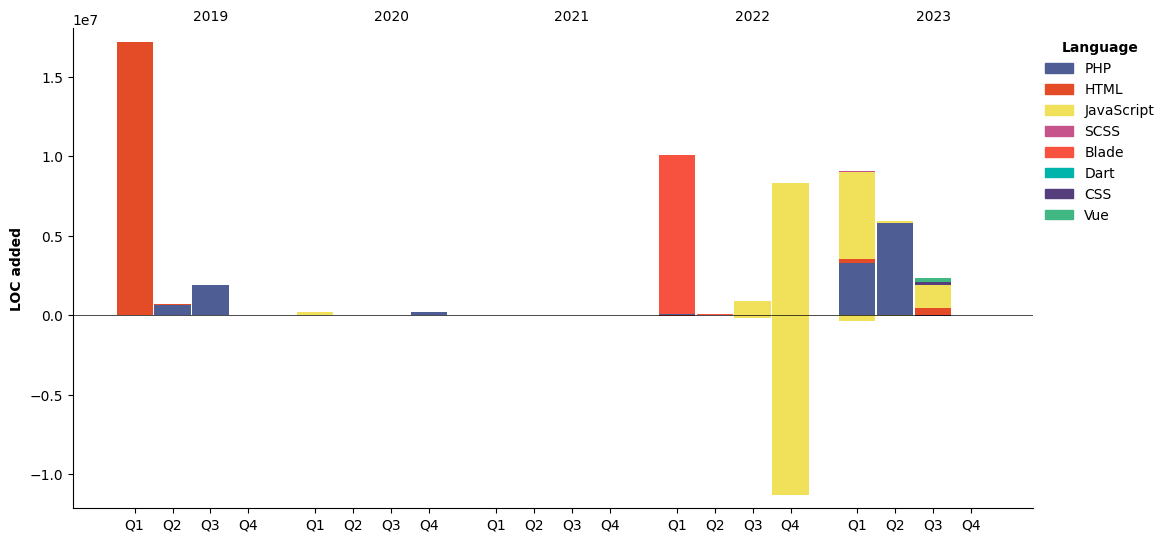 1e7
2019 2020 2021 2022 2023
Language
PHP
HTML
JavaScript
SCSS
Blade
Dart
CSS
Vue
LOC added
1.5
1.0
0.5
0.0
−0.5
−1.0
Q1 Q2 Q3 Q4 Q1 Q2 Q3 Q4 Q1 Q2 Q3 Q4 Q1 Q2 Q3 Q4 Q1 Q2 Q3 Q4